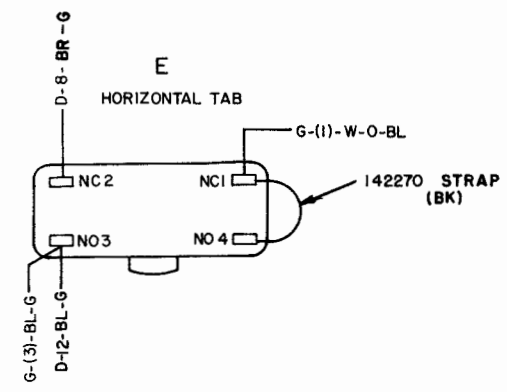 D-8-BR-G
E
HORIZONTAL TAB
G-(1)-W-O-BL
NC2
NC1
142270 STRAP
(BK)
NO3
NO4
G-(3)-BL-G
D-12-BL-G